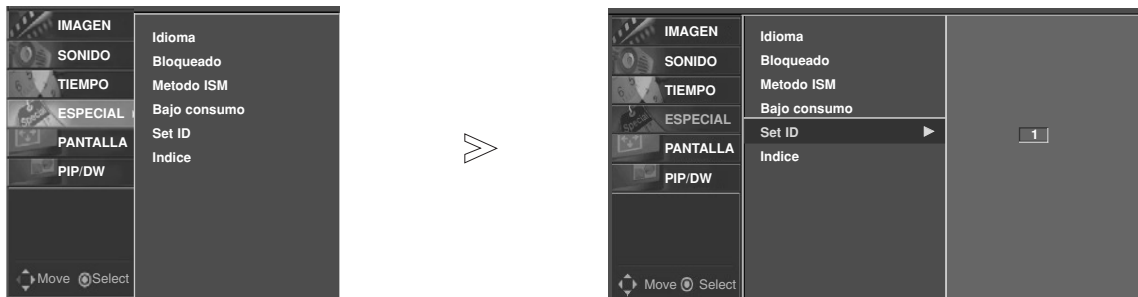 IMAGEN
SONIDO
TIEMPO
ESPECIAL
PANTALLA
PIP/DW
Move Select
Idioma
Bloqueado
Metodo ISM
Bajo consumo
Set ID
Indice
IMAGEN
SONIDO
TIEMPO
ESPECIAL
PANTALLA
PIP/DW
Move Select
Idioma
Bloqueado
Metodo ISM
Bajo consumo
Set ID
Indice
1